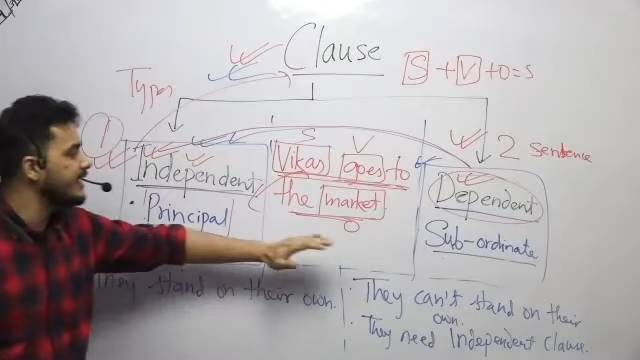 Clause
S + V + O = S
Types
1
2 sentence
S V
Independent
Vikas goes to
the market
O
Dependent
• Principal
Sub-ordinate
They stand on their own.
• They can't stand on their
own.
• They need Independent Clause.